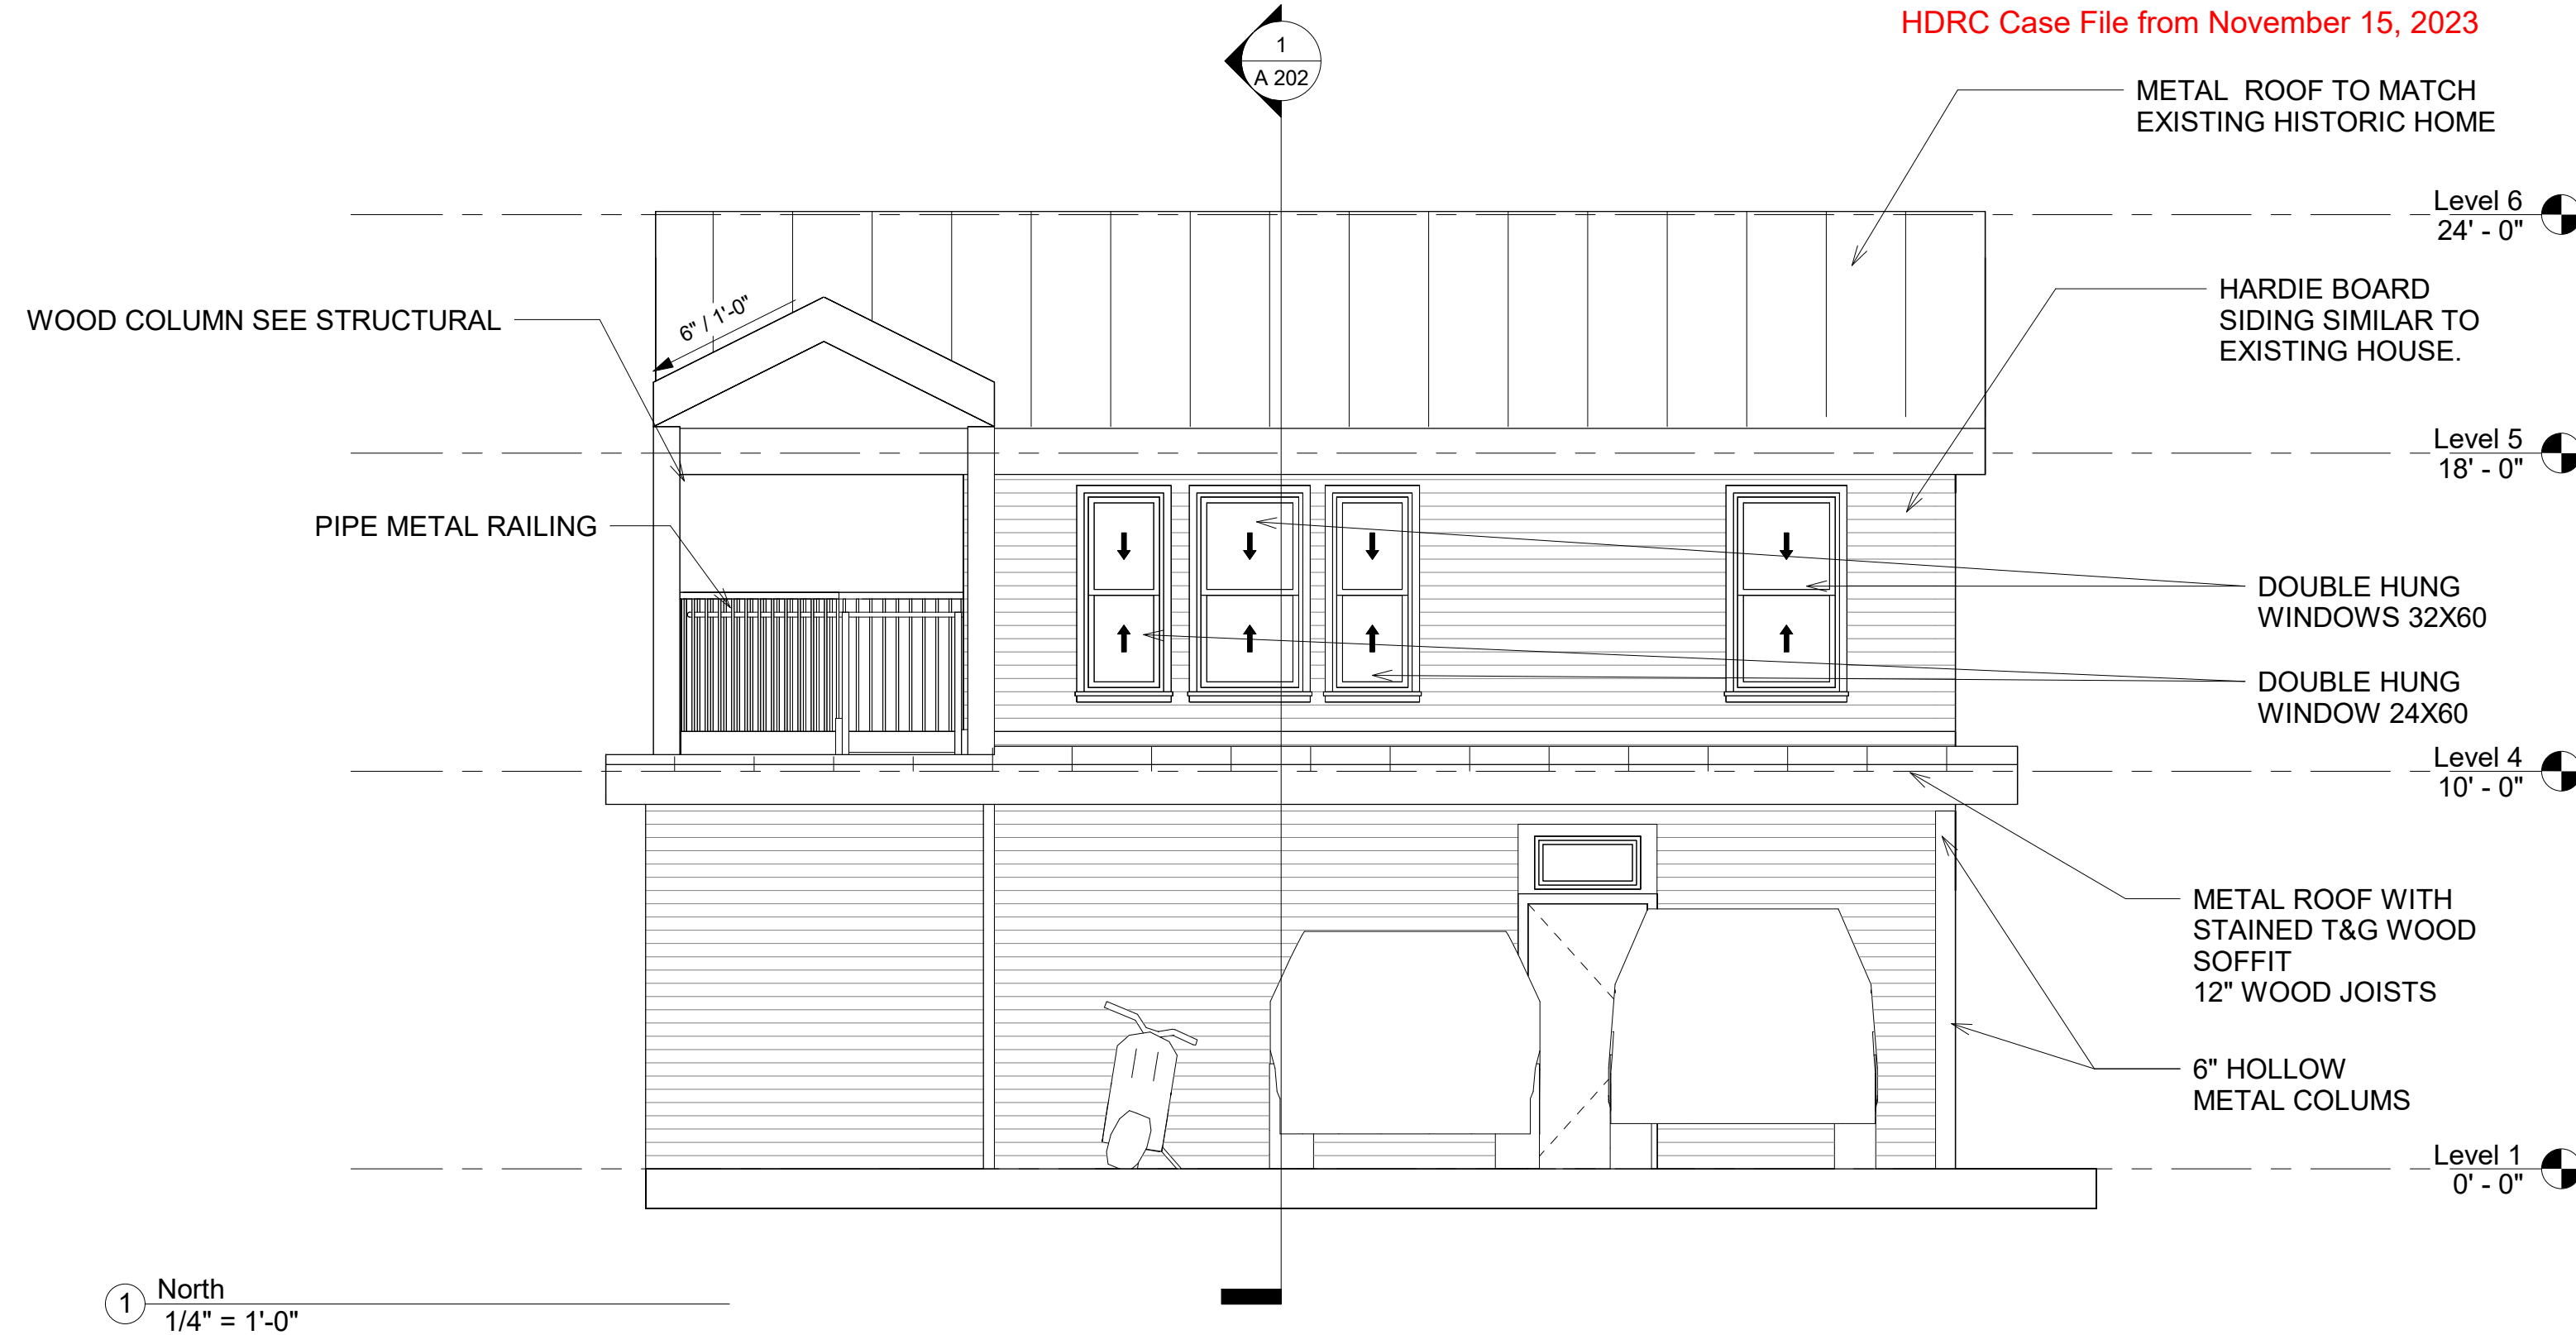 HDRC Case File from November 15, 2023
1
A 202
METAL  ROOF TO MATCH
EXISTING HISTORIC HOME
Level 6
24' - 0"
HARDIE BOARD
SIDING SIMILAR TO
EXISTING HOUSE.
6" / 1'-0"
WOOD COLUMN SEE STRUCTURAL
Level 5
18' - 0"
PIPE METAL RAILING
DOUBLE HUNG
WINDOWS 32X60
DOUBLE HUNG
WINDOW 24X60
Level 4
10' - 0"
METAL ROOF WITH
STAINED T&G WOOD
SOFFIT
12" WOOD JOISTS
6" HOLLOW
METAL COLUMS
Level 1
0' - 0"
1
North
1/4" = 1'-0"